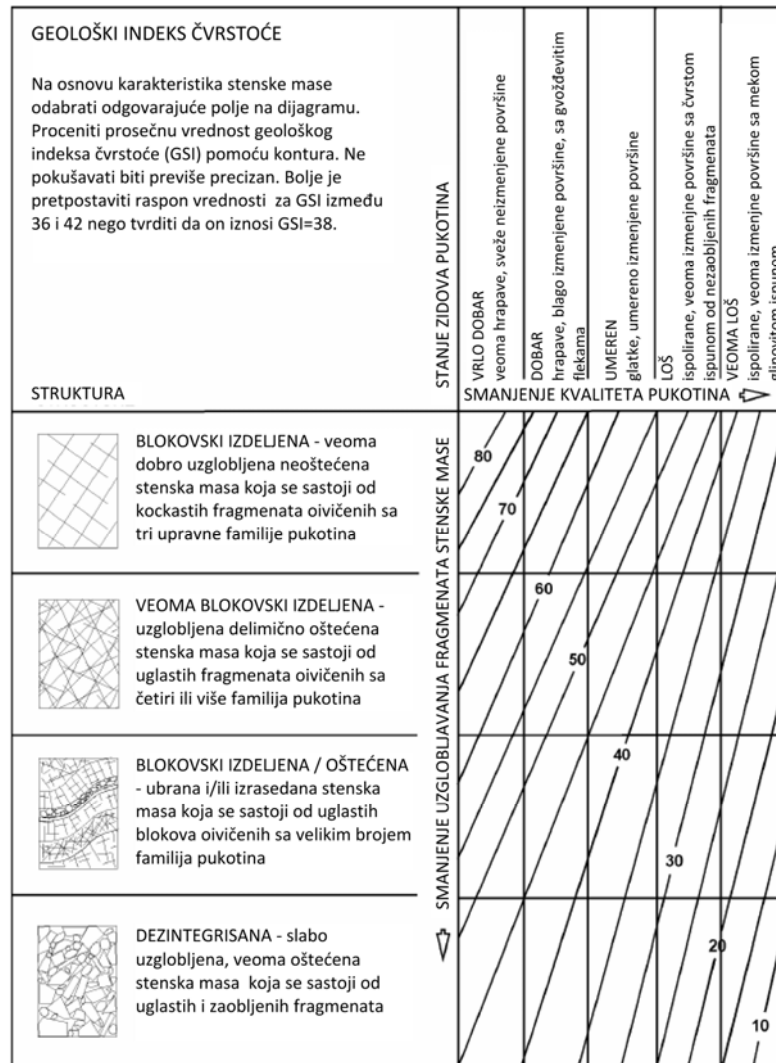 GEOLOŠKI INDEKS ČVRSTOĆE
Na osnovu karakteristika stenske mase
odabrati odgovarajuće polje na dijagramu.
Proceniti prosečnu vrednost geološkog
indeksa čvrstoće (GSI) pomoću kontura. Ne
pokušavati biti previše precizan. Bolje je
pretpostaviti raspon vrednosti za GSI između
36 i 42 nego tvrditi da on iznosi GSI=38.
STRUKTURA
STANJE ZIDOVA PUKOTINA
VRLO DOBAR
veoma hrapave, sveže neizmenjene površine
DOBAR
hrapave, blago izmenjene površine, sa gvožđevitim
flekama
UMEREN
glatke, umereno izmenjene površine
LOŠ
ispolirane, veoma izmenjne površine sa čvrstom
ispunom od nezaobljenih fragmenata
VEOMA LOŠ
ispolirane, veoma izmenjne površine sa mekom
glinovitom ispunom
SMANJENJE KVALITETA PUKOTINA
SMANJENJE UZGLOBLJAVANJA FRAGMENATA STENSKE MASE
BLOKOVSKI IZDELJENA - veoma
dobro uzglobljena neoštećena
stenska masa koja se sastoji od
kockastih fragmenata oivičenih sa
tri upravne familije pukotina
80
70
VEOMA BLOKOVSKI IZDELJENA -
uzglobljena delimično oštećena
stenska masa koja se sastoji od
uglastih fragmenata oivičenih sa
četiri ili više familija pukotina
60
50
BLOKOVSKI IZDELJENA / OŠTEĆENA
- ubrana i/ili izrasedana stenska
masa koja se sastoji od uglastih
blokova oivičenih sa velikim brojem
familija pukotina
40
30
DEZINTEGRISANA - slabo
uzglobljena, veoma oštećena
stenska masa koja se sastoji od
uglastih i zaobljenih fragmenata
20
10